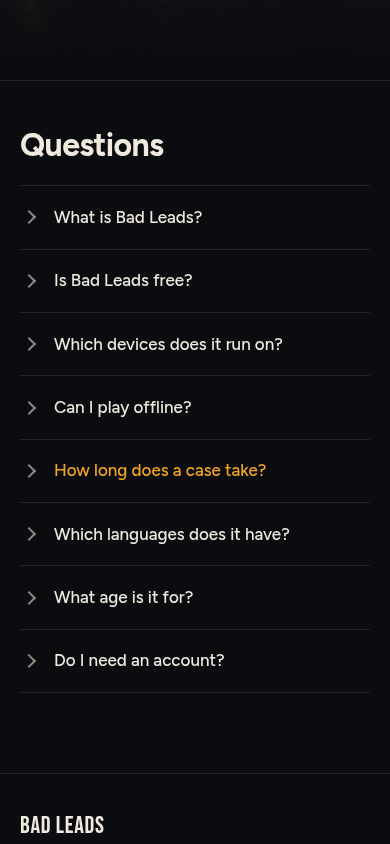 Questions
What is Bad Leads?
Is Bad Leads free?
Which devices does it run on?
Can I play offline?
How long does a case take?
Which languages does it have?
What age is it for?
Do I need an account?
BAD LEADS